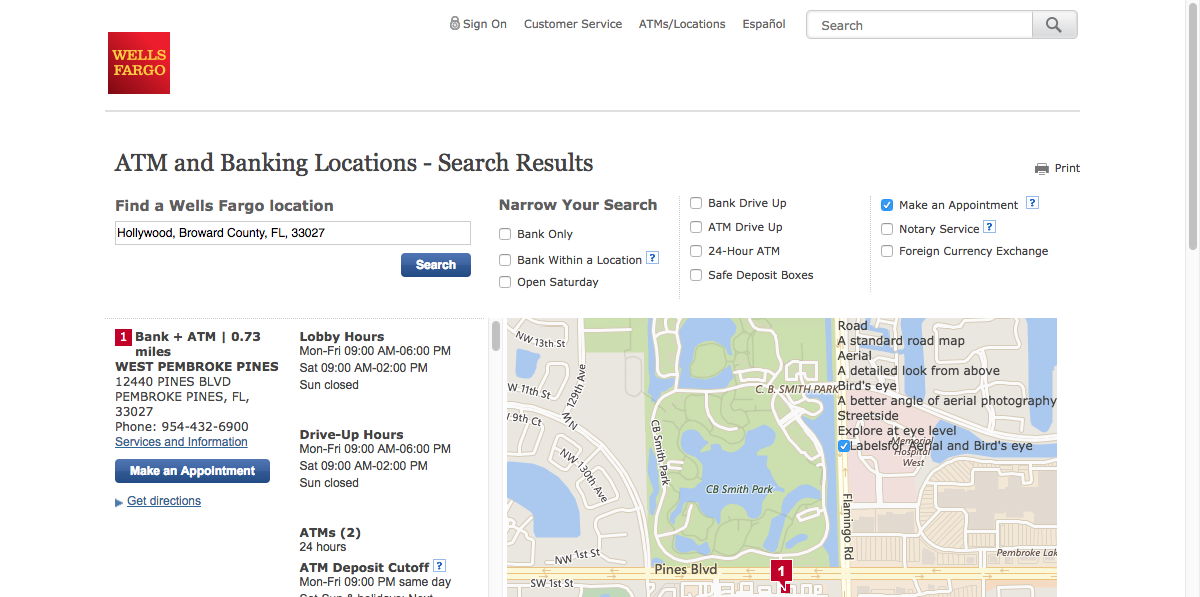 Sign On
Customer Service
ATMs/Locations
Español
Search
WELLS
FARGO
ATM and Banking Locations - Search Results
Print
Find a Wells Fargo location
Hollywood, Broward County, FL, 33027
Search
Narrow Your Search
Bank Only
Bank Within a Location ?
Open Saturday
Bank Drive Up
ATM Drive Up
24-Hour ATM
Safe Deposit Boxes
Make an Appointment ?
Notary Service ?
Foreign Currency Exchange
1 Bank + ATM | 0.73
miles
WEST PEMBROKE PINES
12440 PINES BLVD
PEMBROKE PINES, FL,
33027
Phone: 954-432-6900
Services and Information
Make an Appointment
Get directions
Lobby Hours
Mon-Fri 09:00 AM-06:00 PM
Sat 09:00 AM-02:00 PM
Sun closed
Drive-Up Hours
Mon-Fri 09:00 AM-06:00 PM
Sat 09:00 AM-02:00 PM
Sun closed
ATMs (2)
24 hours
ATM Deposit Cutoff ?
Mon-Fri 09:00 PM same day
Sat-Sun & holidays: Next
NW 13th St
W 11th St
129th Ave
NW
9th Ct
NW 130th Ave
CB Smith Park
C. B. SMITH PARK
CB Smith Park
NW 1st St
Pines Blvd
SW 1st St
1
Flamingo Rd
Memorial
Hospital
West
Pembroke Lak
Road
A standard road map
Aerial
A detailed look from above
Bird's eye
A better angle of aerial photography
Streetside
Explore at eye level
Labelsfor Aerial and Bird's eye